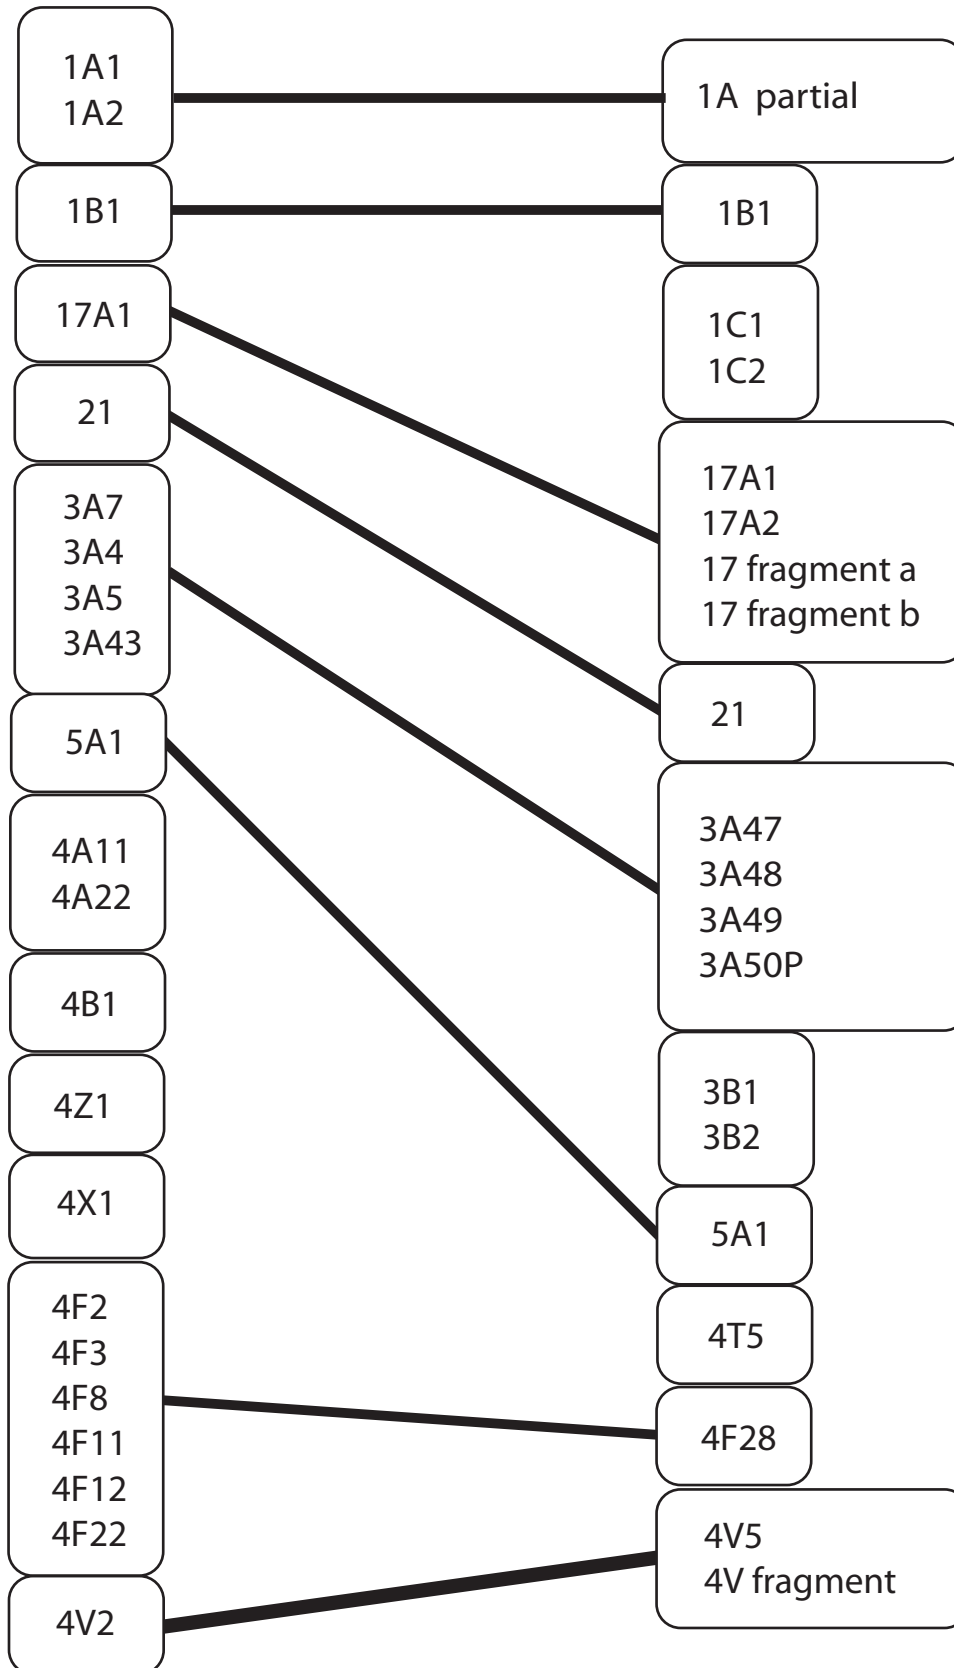 1A1
1A2
1B1
17A1
21
3A7
3A4
3A5
3A43
5A1
4A11
4A22
4B1
4Z1
4X1
4F2
4F3
4F8
4F11
4F12
4F22
4V2
1A partial
1B1
1C1
1C2
17A1
17A2
17 fragment a
17 fragment b
21
3A47
3A48
3A49
3A50P
3B1
3B2
5A1
4T5
4F28
4V5
4V fragment